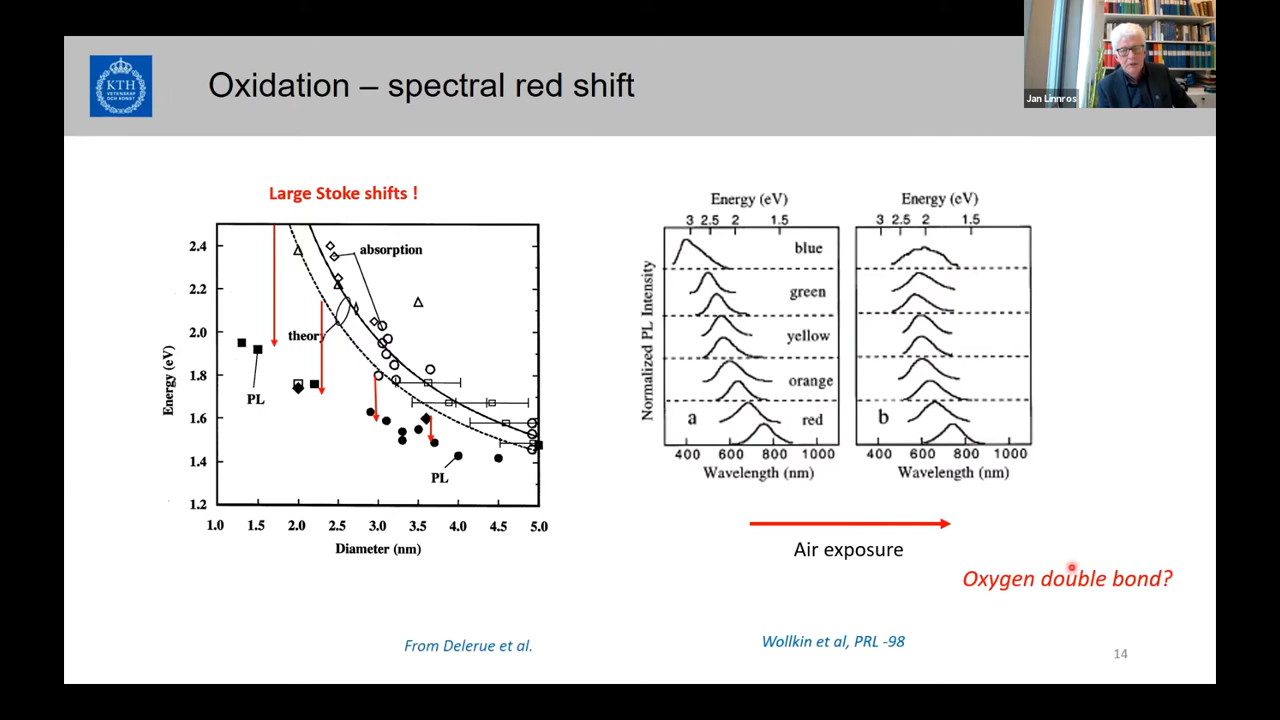 KTH
VETENSKAP
OCH KONST
Oxidation – spectral red shift
Jan Linnros
Large Stoke shifts !
absorption
theory
PL
PL
Energy (eV)
2.4
2.2
2.0
1.8
1.6
1.4
1.2
1.0 1.5 2.0 2.5 3.0 3.5 4.0 4.5 5.0
Diameter (nm)
From Delerue et al.
Energy (eV)
3 2.5 2 1.5
blue
green
yellow
orange
a red
Normalized PL Intensity
400 600 800 1000
Wavelength (nm)
Energy (eV)
3 2.5 2 1.5
b
400 600 800 1000
Wavelength (nm)
Air exposure
Oxygen double bond?
Wollkin et al, PRL -98
14